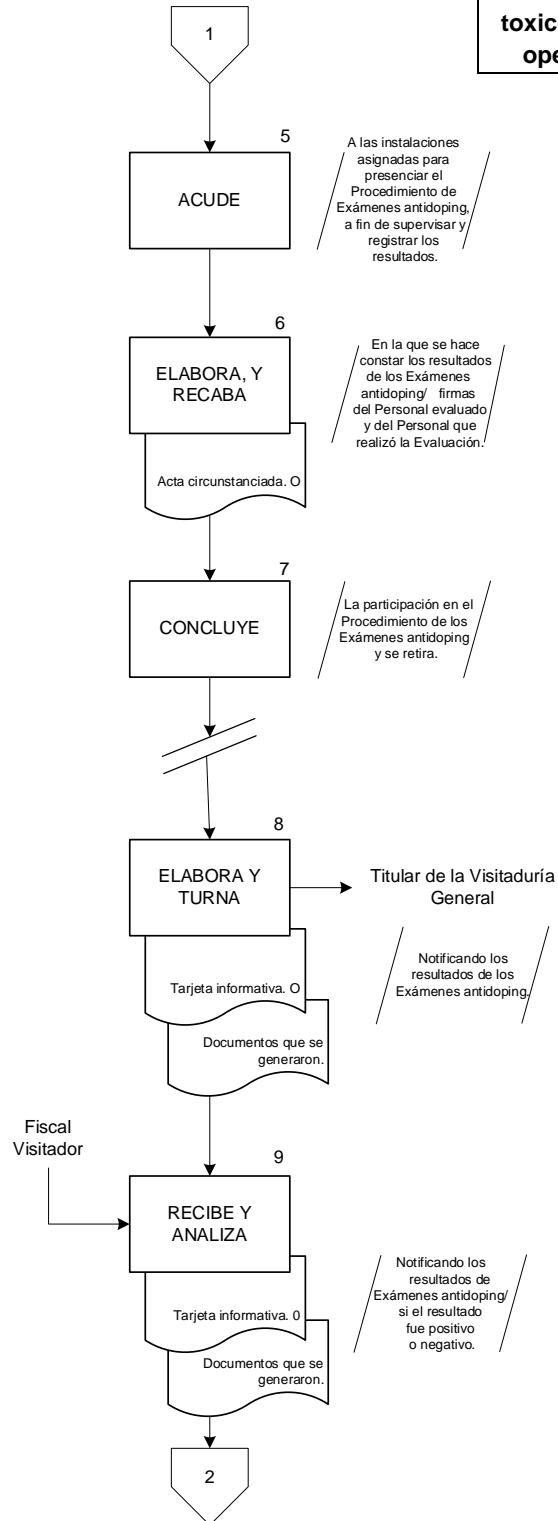 toxic
ope
1
5
ACUDE
A las instalaciones
asignadas para
presenciar el
Procedimiento de
Exámenes antidoping,
a fin de supervisar y
registrar los
resultados.
6
ELABORA, Y
RECABA
En la que se hace
constar los resultados
de los Exámenes
antidoping/ firmas
del Personal evaluado
y del Personal que
realizó la Evaluación.
Acta circunstanciada. O
7
CONCLUYE
La participación en el
Procedimiento de los
Exámenes antidoping
y se retira.
8
ELABORA Y
TURNA
Titular de la Visitaduría
General
Notificando los
resultados de los
Exámenes antidoping.
Tarjeta informativa. O
Documentos que se
generaron.
Fiscal
Visitador
9
RECIBE Y
ANALIZA
Notificando los
resultados de
Exámenes antidoping/
si el resultado
fue positivo
o negativo.
Tarjeta informativa. 0
Documentos que se
generaron.
2